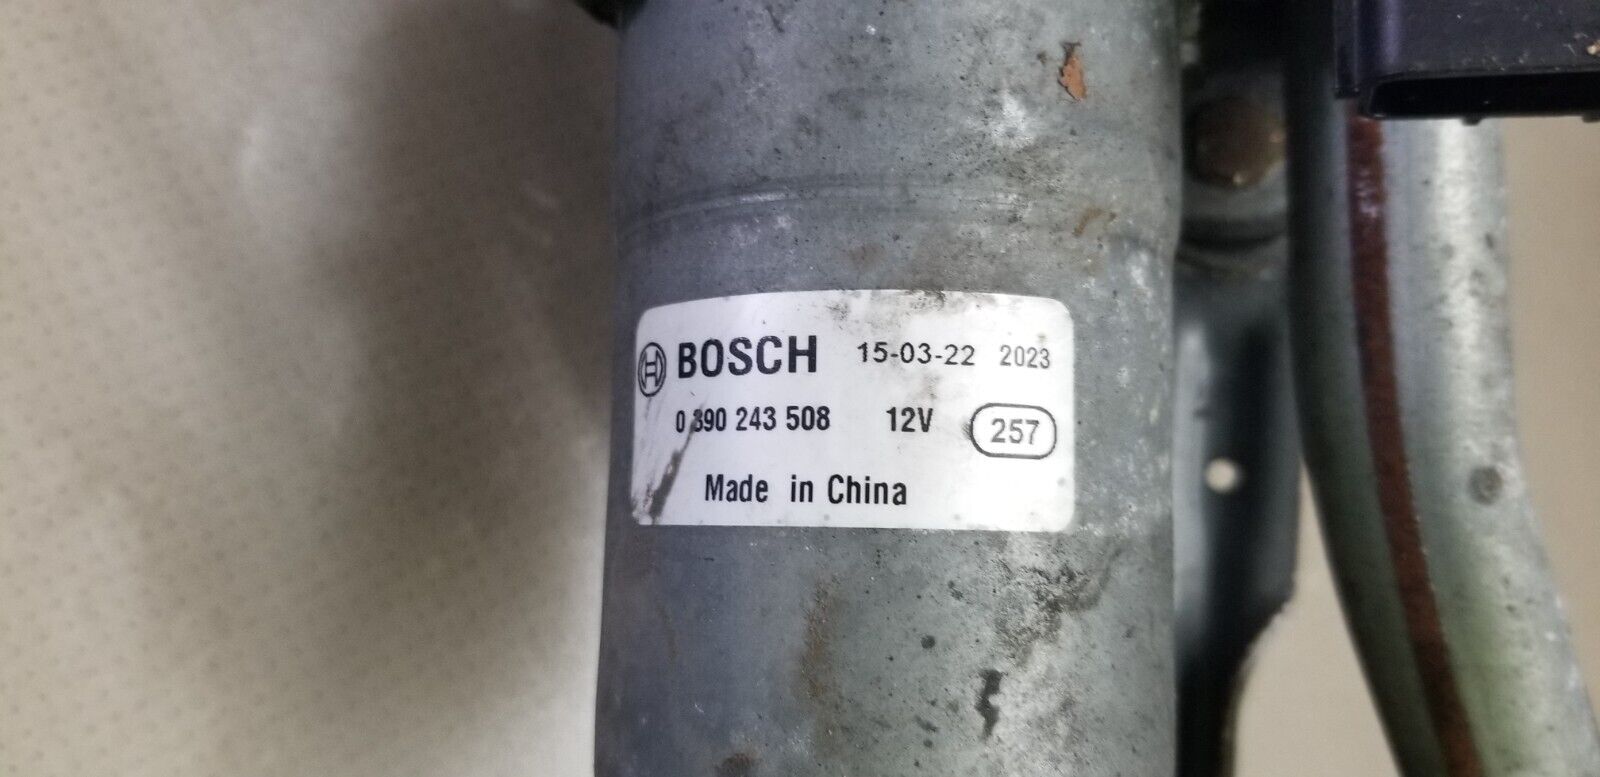 BOSCH 15-03-22 2023
0 390 243 508 12V 257
Made in China